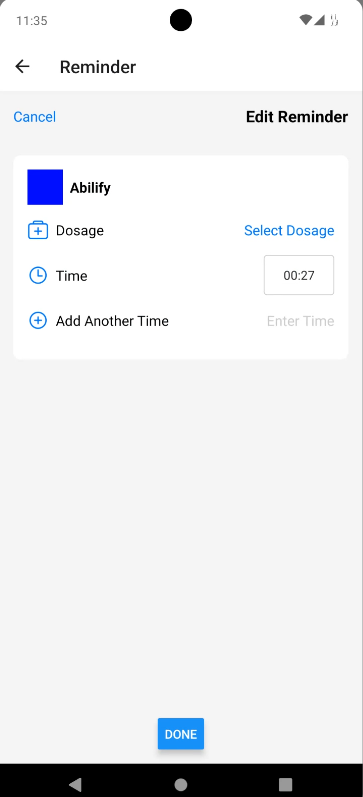 11:35
Reminder
Cancel
Edit Reminder
Abilify
Dosage
Select Dosage
Time
00:27
Add Another Time
Enter Time
DONE